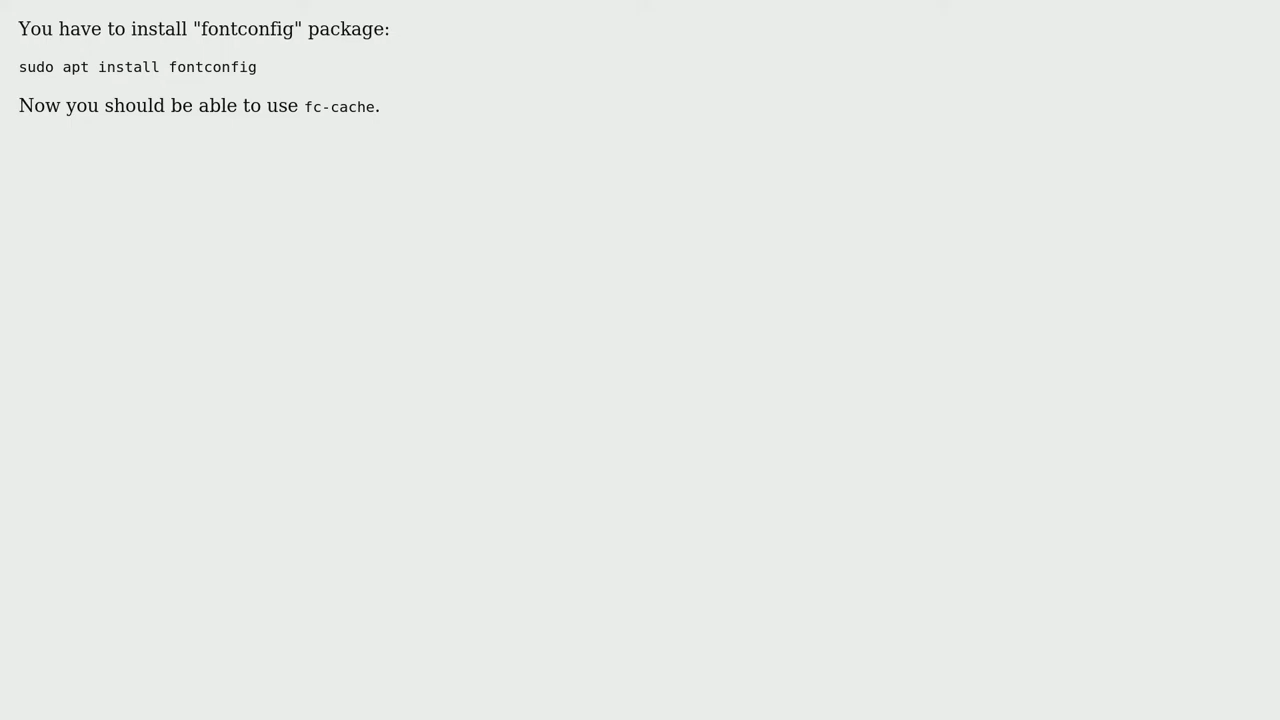 You have to install "fontconfig" package:
sudo apt install fontconfig
Now you should be able to use fc-cache.